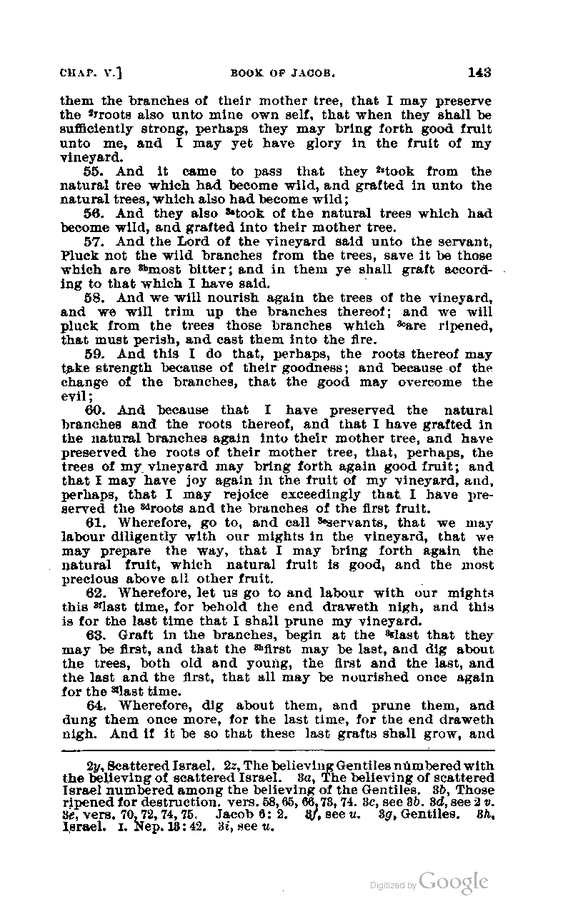 CHAP. V.] BOOK OF JACOB. 143
them the branches of their mother tree, that I may preserve
the ²ʸroots also unto mine own self, that when they shall be
sufficiently strong, perhaps they may bring forth good fruit
unto me, and I may yet have glory in the fruit of my
vineyard.
55. And it came to pass that they ²ᶻtook from the
natural tree which had become wild, and grafted in unto the
natural trees, which also had become wild;
56. And they also ³ᵃtook of the natural trees which had
become wild, and grafted into their mother tree.
57. And the Lord of the vineyard said unto the servant,
Pluck not the wild branches from the trees, save it be those
which are ³ᵇmost bitter; and in them ye shall graft accord-
ing to that which I have said.
58. And we will nourish again the trees of the vineyard,
and we will trim up the branches thereof; and we will
pluck from the trees those branches which ³ᶜare ripened,
that must perish, and cast them into the fire.
59. And this I do that, perhaps, the roots thereof may
take strength because of their goodness; and because of the
change of the branches, that the good may overcome the
evil;
60. And because that I have preserved the natural
branches and the roots thereof, and that I have grafted in
the natural branches again into their mother tree, and have
preserved the roots of their mother tree, that, perhaps, the
trees of my vineyard may bring forth again good fruit; and
that I may have joy again in the fruit of my vineyard, and,
perhaps, that I may rejoice exceedingly that I have pre-
served the ³ᵈroots and the branches of the first fruit.
61. Wherefore, go to, and call ³ᵉservants, that we may
labour diligently with our mights in the vineyard, that we
may prepare the way, that I may bring forth again the
natural fruit, which natural fruit is good, and the most
precious above all other fruit.
62. Wherefore, let us go to and labour with our mights
this ³ᶠlast time, for behold the end draweth nigh, and this
is for the last time that I shall prune my vineyard.
63. Graft in the branches, begin at the ³ᵍlast that they
may be first, and that the ³ʰfirst may be last, and dig about
the trees, both old and young, the first and the last, and
the last and the first, that all may be nourished once again
for the ³ⁱlast time.
64. Wherefore, dig about them, and prune them, and
dung them once more, for the last time, for the end draweth
nigh. And if it be so that these last grafts shall grow, and
2y, Scattered Israel. 2z, The believing Gentiles numbered with
the believing of scattered Israel. 3a, The believing of scattered
Israel numbered among the believing of the Gentiles. 3b, Those
ripened for destruction. vers. 58, 65, 66, 73, 74. 3c, see 3b. 3d, see 2 v.
3e, vers. 70, 72, 74, 75. Jacob 6: 2. 3f, see u. 3g, Gentiles. 3h,
Israel. I. Nep. 13: 42. 3i, see u.
Digitized by Google